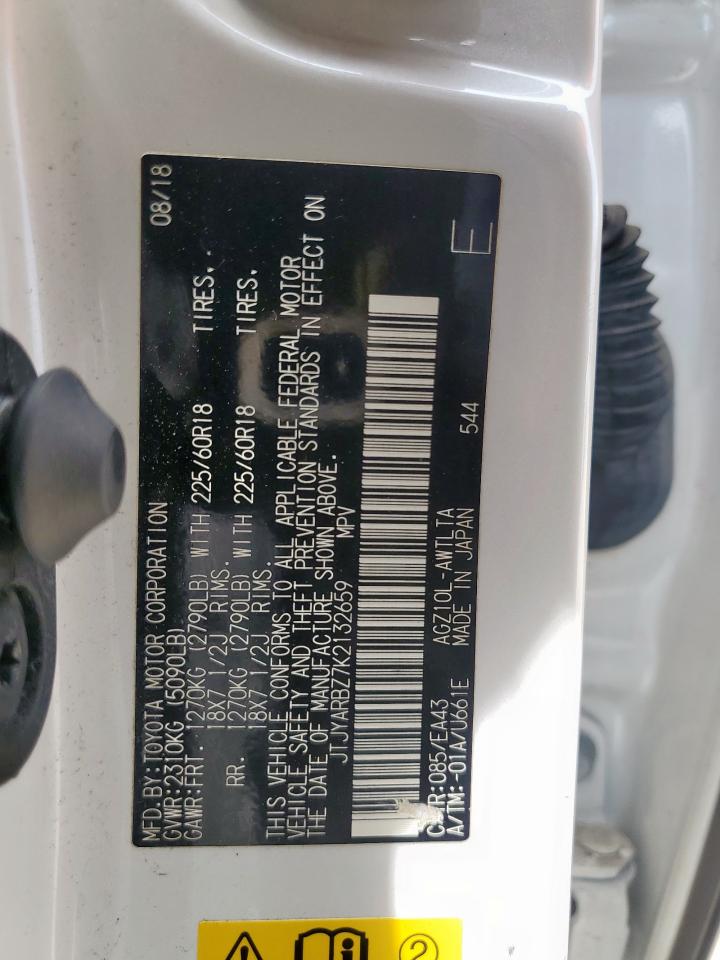 MFD.BY:TOYOTA MOTOR CORPORATION 08/18
GVWR:2310KG (5090LB)
GAWR:FRT. 1270KG (2790LB) WITH 225/60R18 TIRES,
18X7 1/2J RIMS.
RR. 1270KG (2790LB) WITH 225/60R18 TIRES,
18X7 1/2J RIMS.
THIS VEHICLE CONFORMS TO ALL APPLICABLE FEDERAL MOTOR
VEHICLE SAFETY AND THEFT PREVENTION STANDARDS IN EFFECT ON
THE DATE OF MANUFACTURE SHOWN ABOVE.
JTJYARBZ7K2132659 MPV
C/TR:085/EA43 AGZ10L-AWTLTA 544 E
A/TM:-01A/U661E MADE IN JAPAN
2